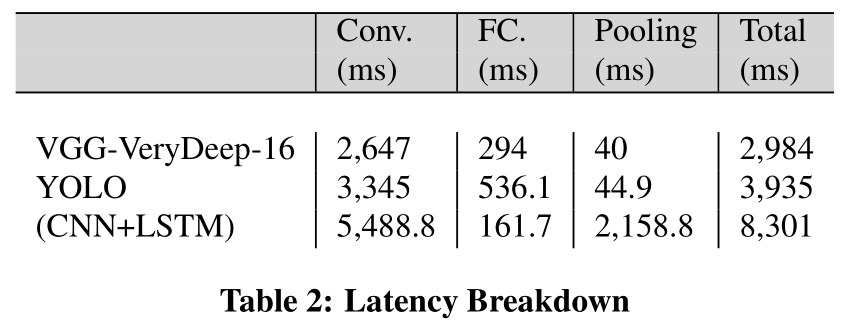 Conv. FC. Pooling Total
(ms) (ms) (ms) (ms)
VGG-VeryDeep-16 2,647 294 40 2,984
YOLO 3,345 536.1 44.9 3,935
(CNN+LSTM) 5,488.8 161.7 2,158.8 8,301
Table 2: Latency Breakdown